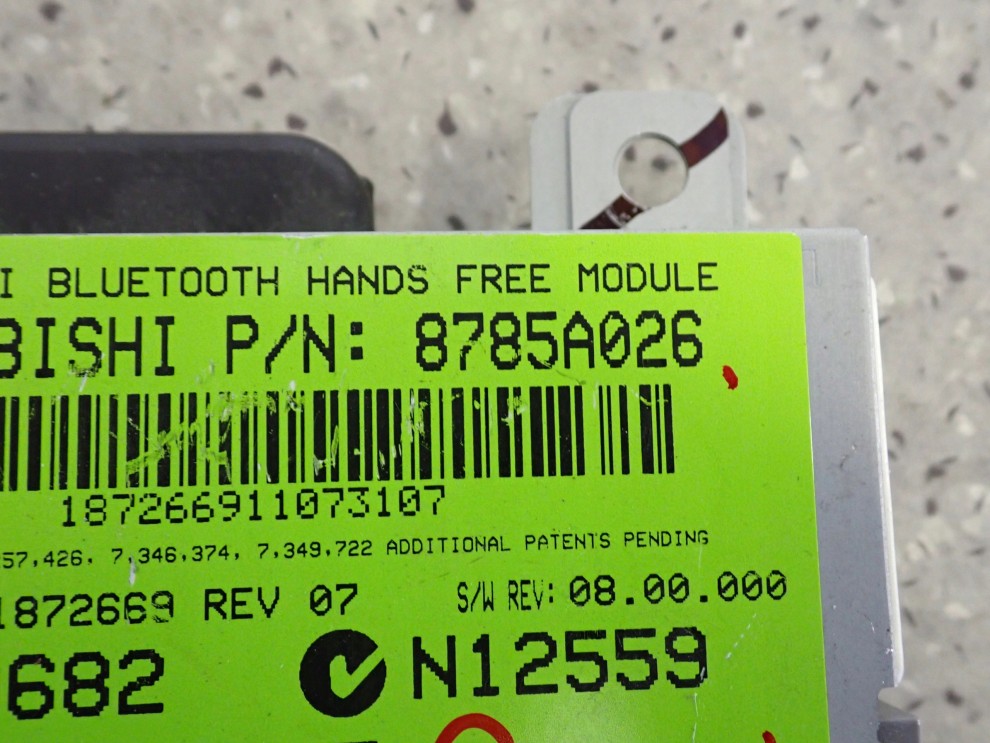 I BLUETOOTH HANDS FREE MODULE
BISHI P/N: 8785A026
187266911073107
57,426, 7,346,374, 7,349,722 ADDITIONAL PATENTS PENDING
1872669 REV 07 S/W REV: 08.00.000
682 N12559